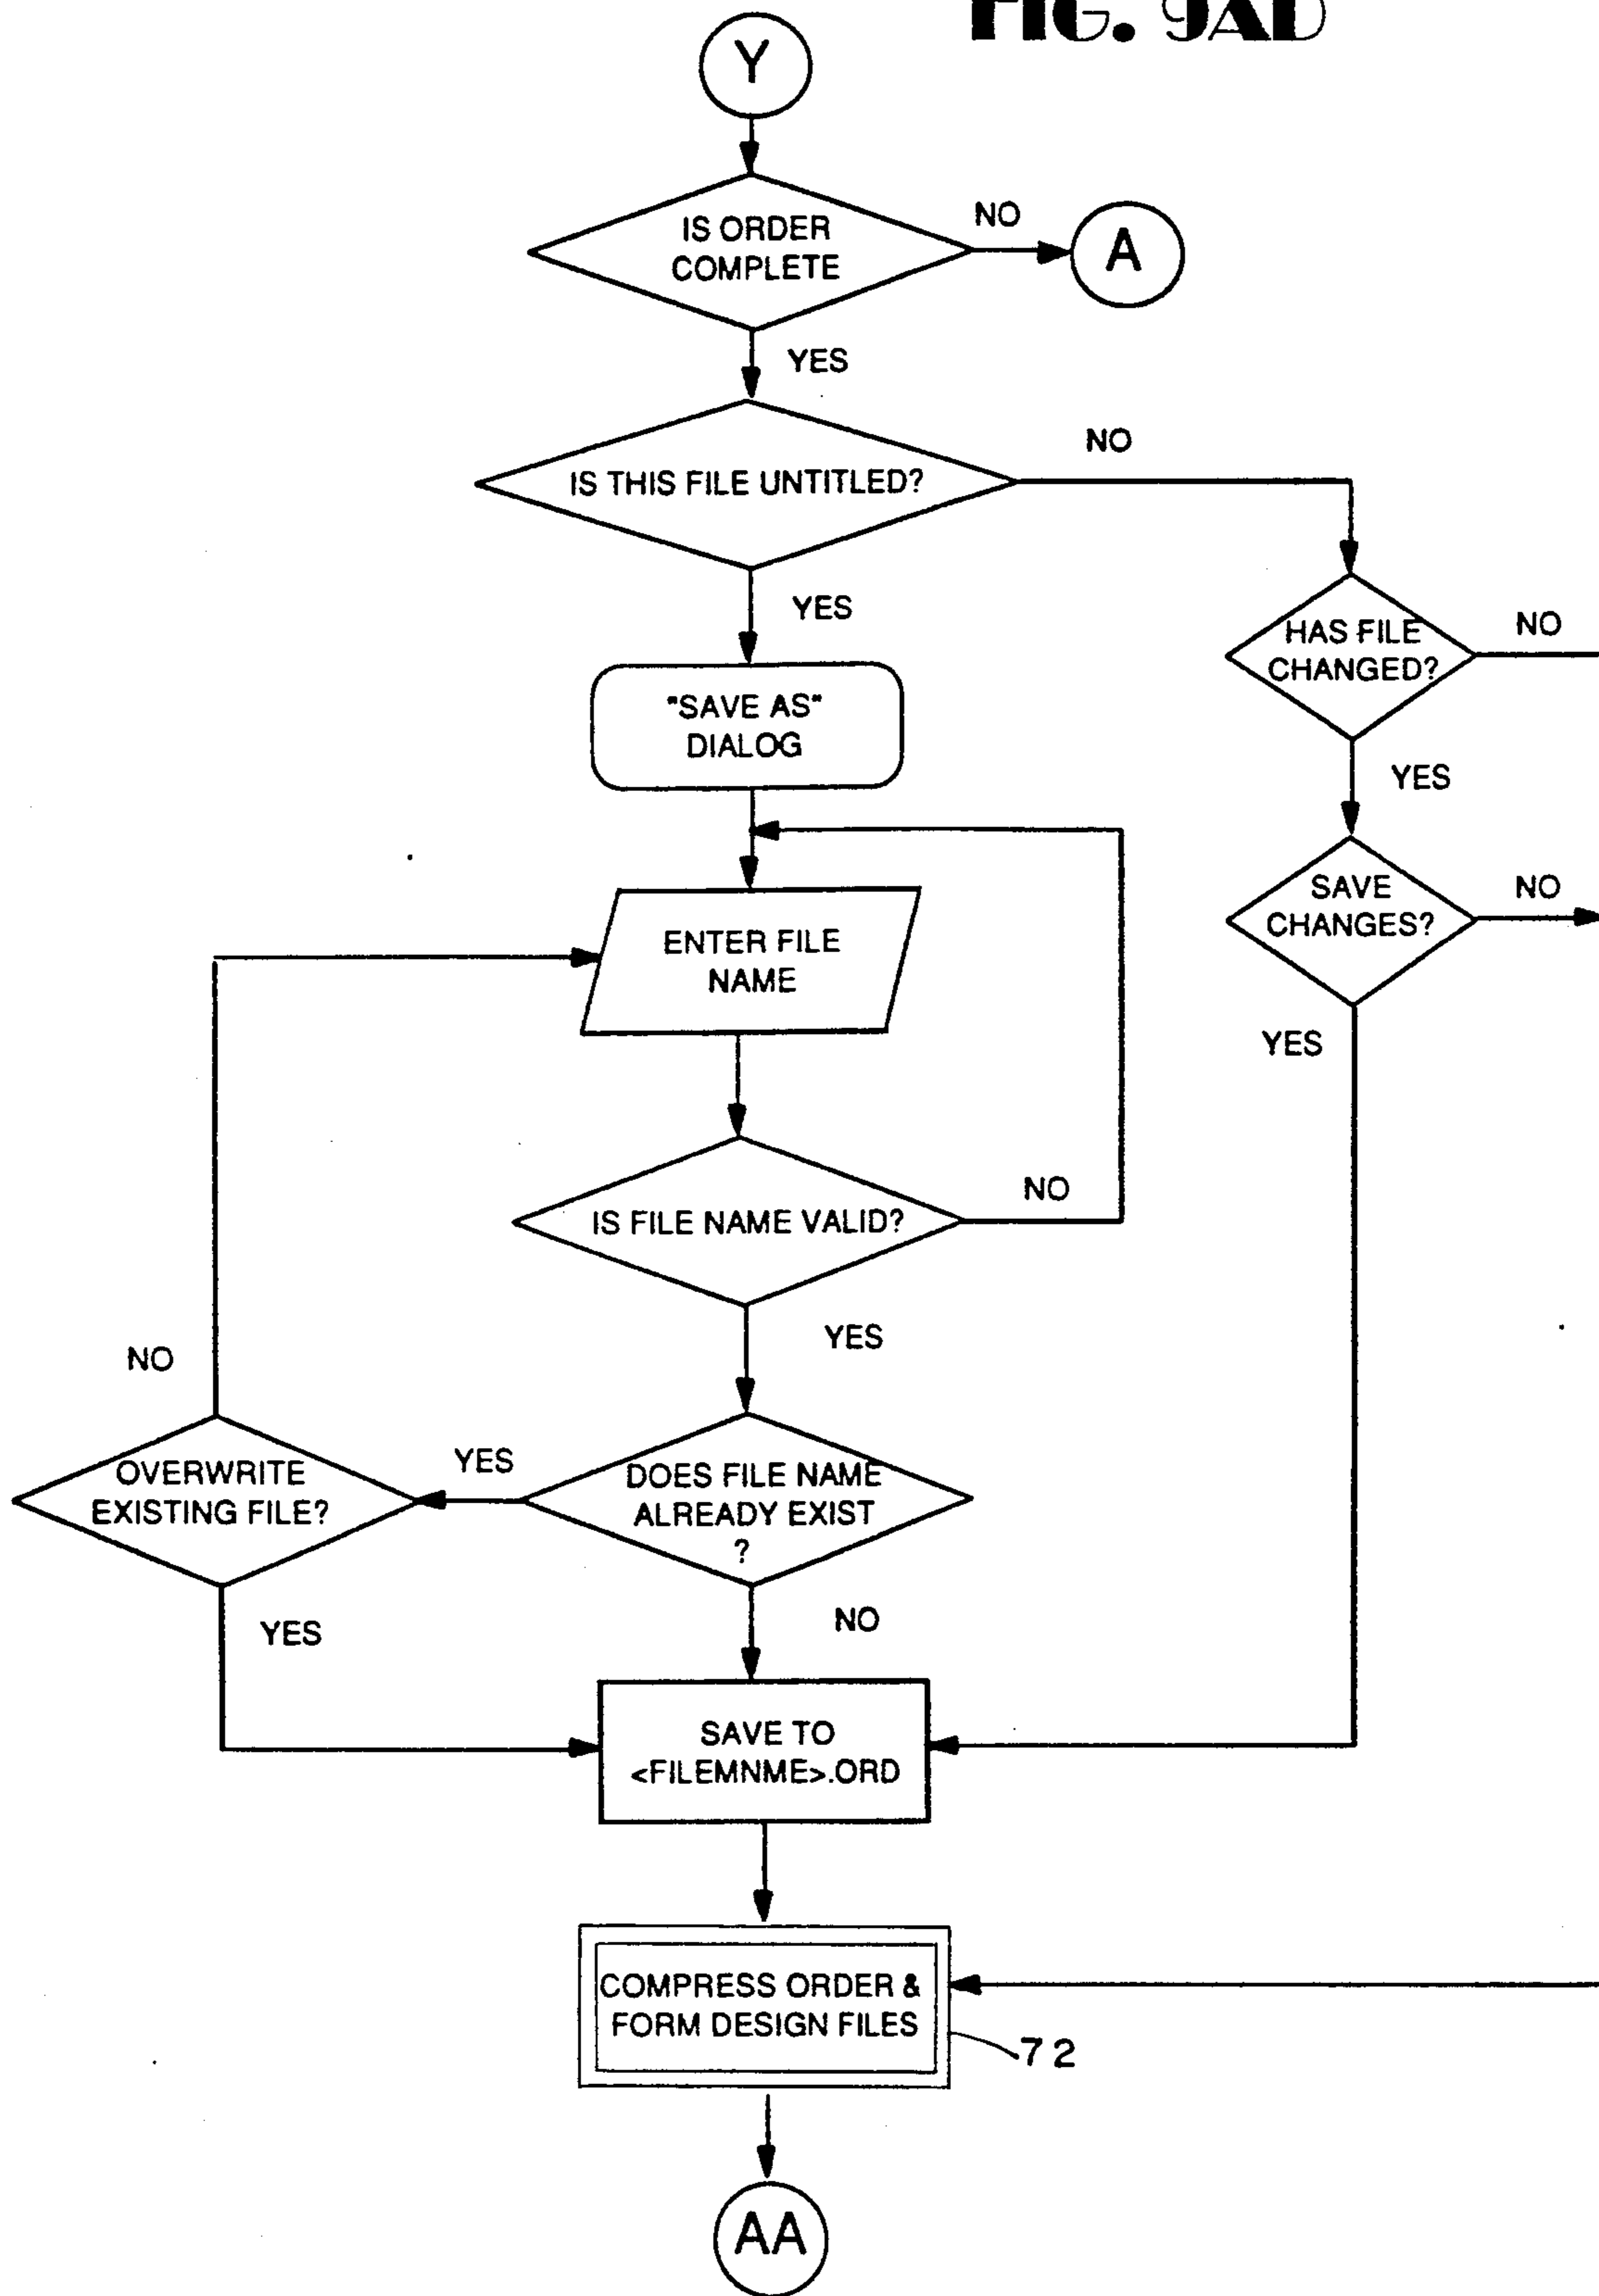 FIG. 9AD
Y
IS ORDER
COMPLETE
NO
A
YES
IS THIS FILE UNTITLED?
NO
YES
HAS FILE
CHANGED?
NO
"SAVE AS"
DIALOG
YES
SAVE
CHANGES?
NO
ENTER FILE
NAME
YES
IS FILE NAME VALID?
NO
YES
NO
OVERWRITE
EXISTING FILE?
YES
DOES FILE NAME
ALREADY EXIST
?
YES
NO
SAVE TO
<FILEMNME>.ORD
COMPRESS ORDER &
FORM DESIGN FILES
72
AA